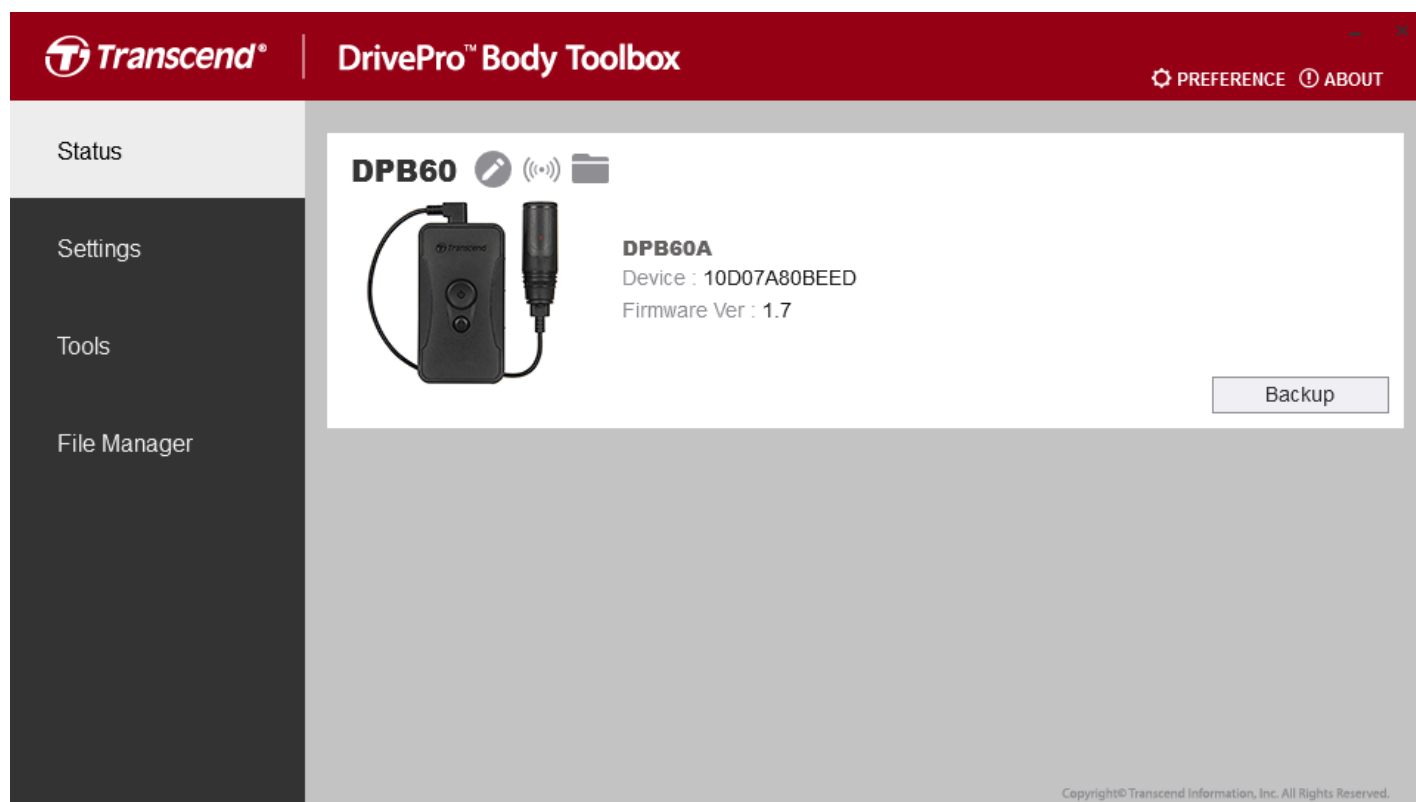 Transcend®
DrivePro™ Body Toolbox
PREFERENCE
ABOUT
Status
Settings
Tools
File Manager
DPB60
Transcend
DPB60A
Device : 10D07A80BEED
Firmware Ver : 1.7
Backup
Copyright© Transcend Information, Inc. All Rights Reserved.